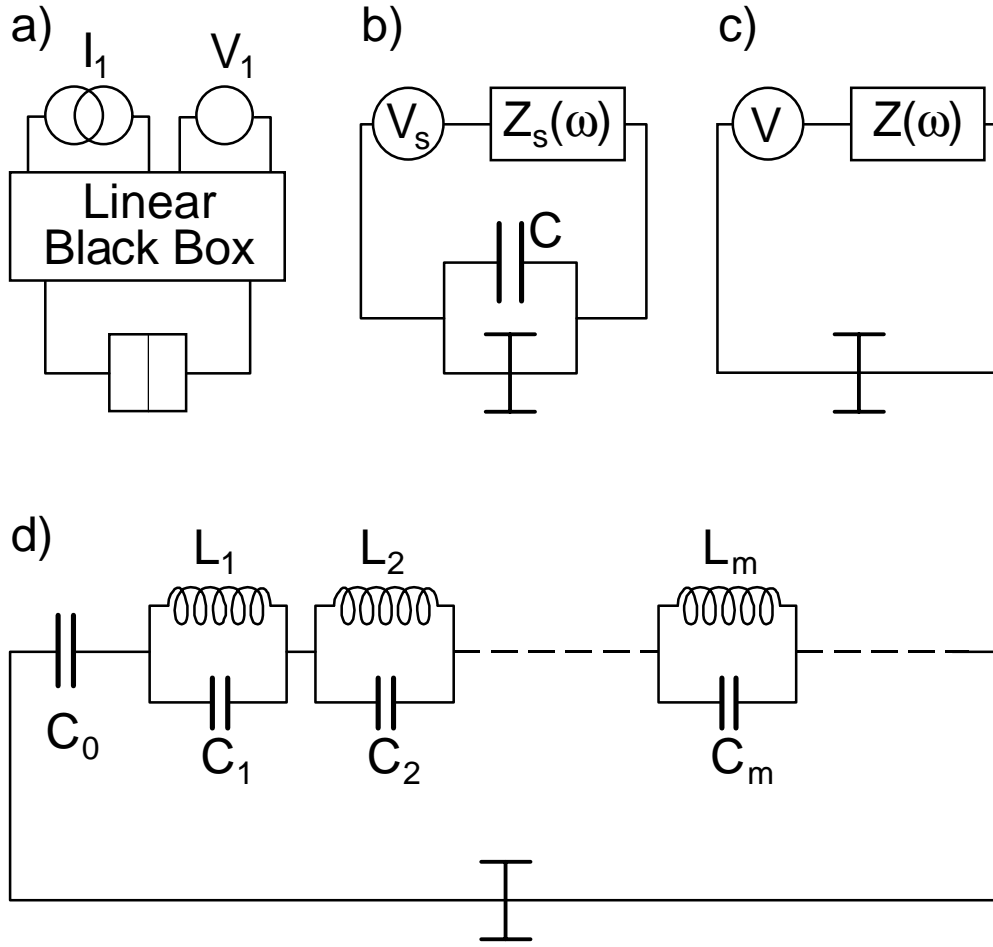 a)
I₁
V₁
Linear
Black Box
b)
Vₛ
Zₛ(ω)
C
c)
V
Z(ω)
d)
L₁
L₂
Lₘ
C₀
C₁
C₂
Cₘ